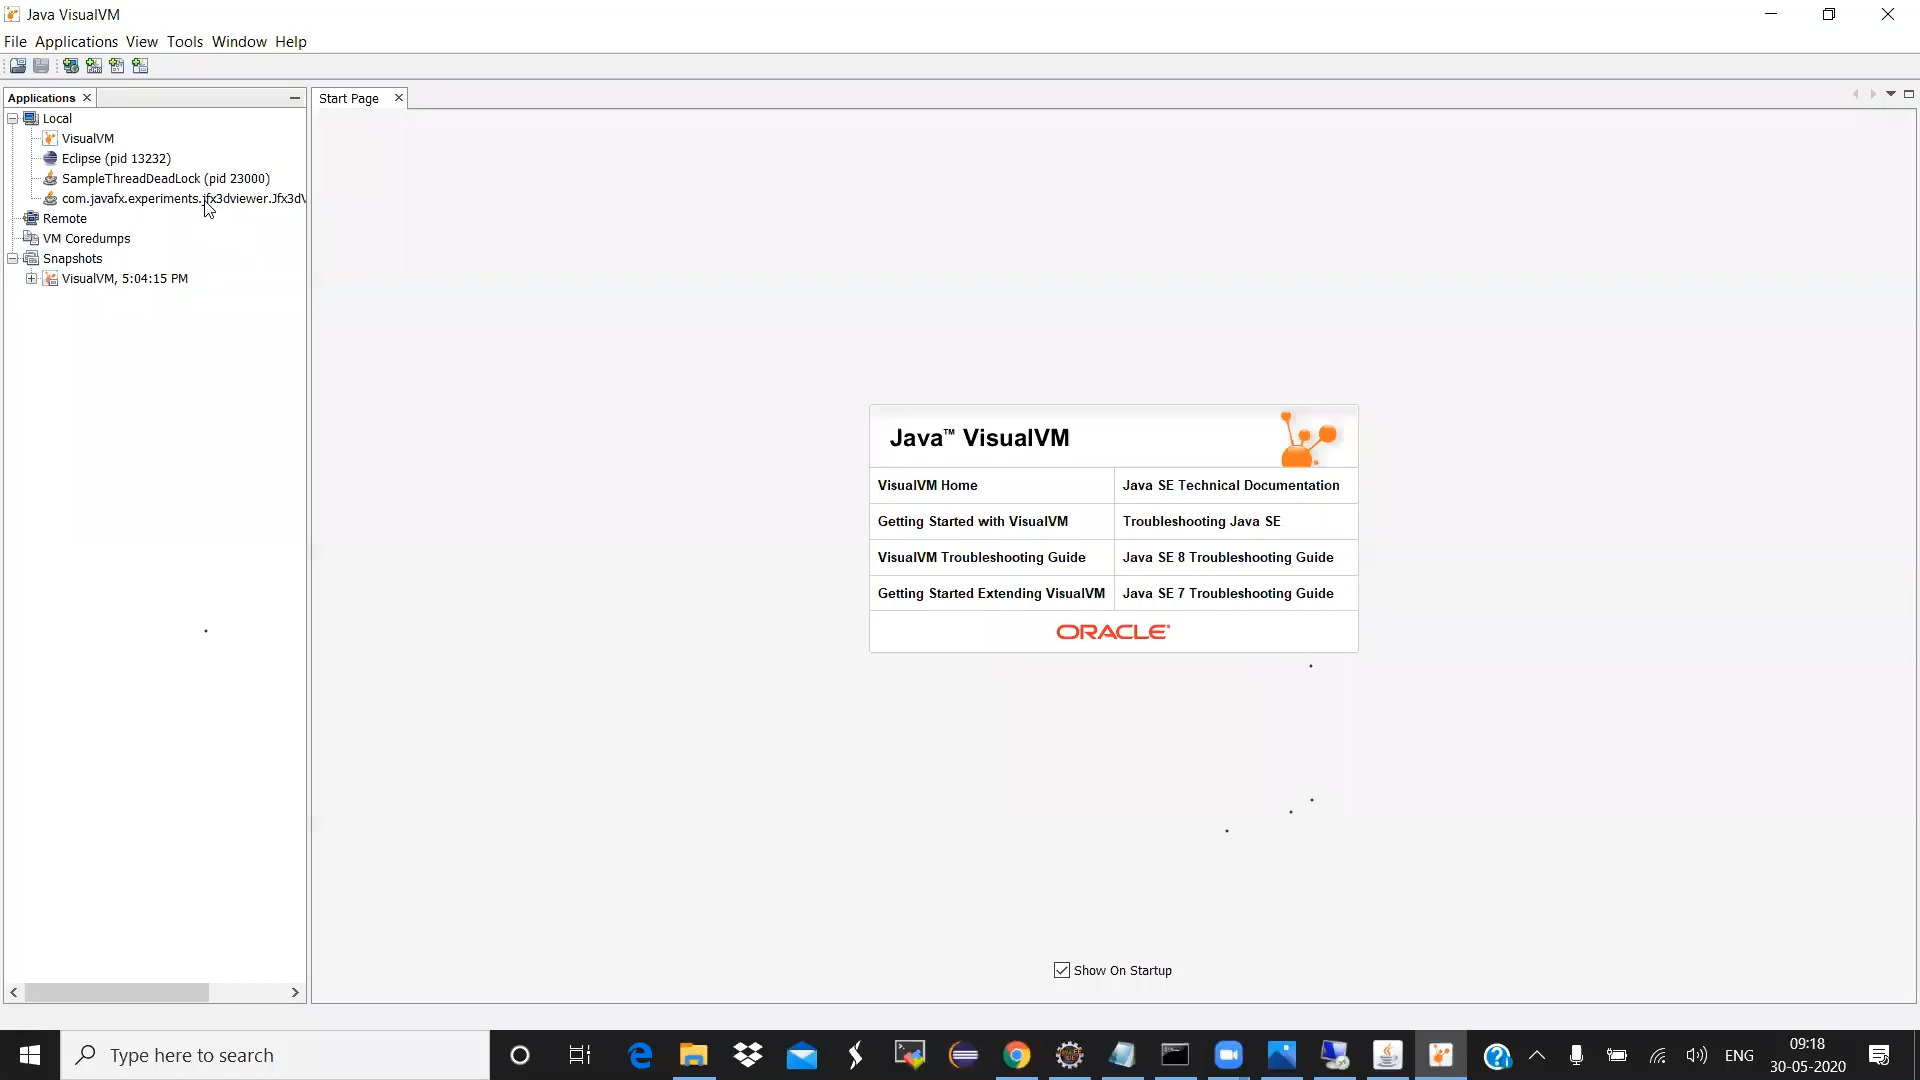 Java VisualVM
File Applications View Tools Window Help
Applications
Start Page
Local
VisualVM
Eclipse (pid 13232)
SampleThreadDeadLock (pid 23000)
com.javafx.experiments.jfx3dviewer.Jfx3dV
Remote
VM Coredumps
Snapshots
VisualVM, 5:04:15 PM
Java™ VisualVM
VisualVM Home
Java SE Technical Documentation
Getting Started with VisualVM
Troubleshooting Java SE
VisualVM Troubleshooting Guide
Java SE 8 Troubleshooting Guide
Getting Started Extending VisualVM
Java SE 7 Troubleshooting Guide
ORACLE
Show On Startup
Type here to search
ENG
09:18
30-05-2020